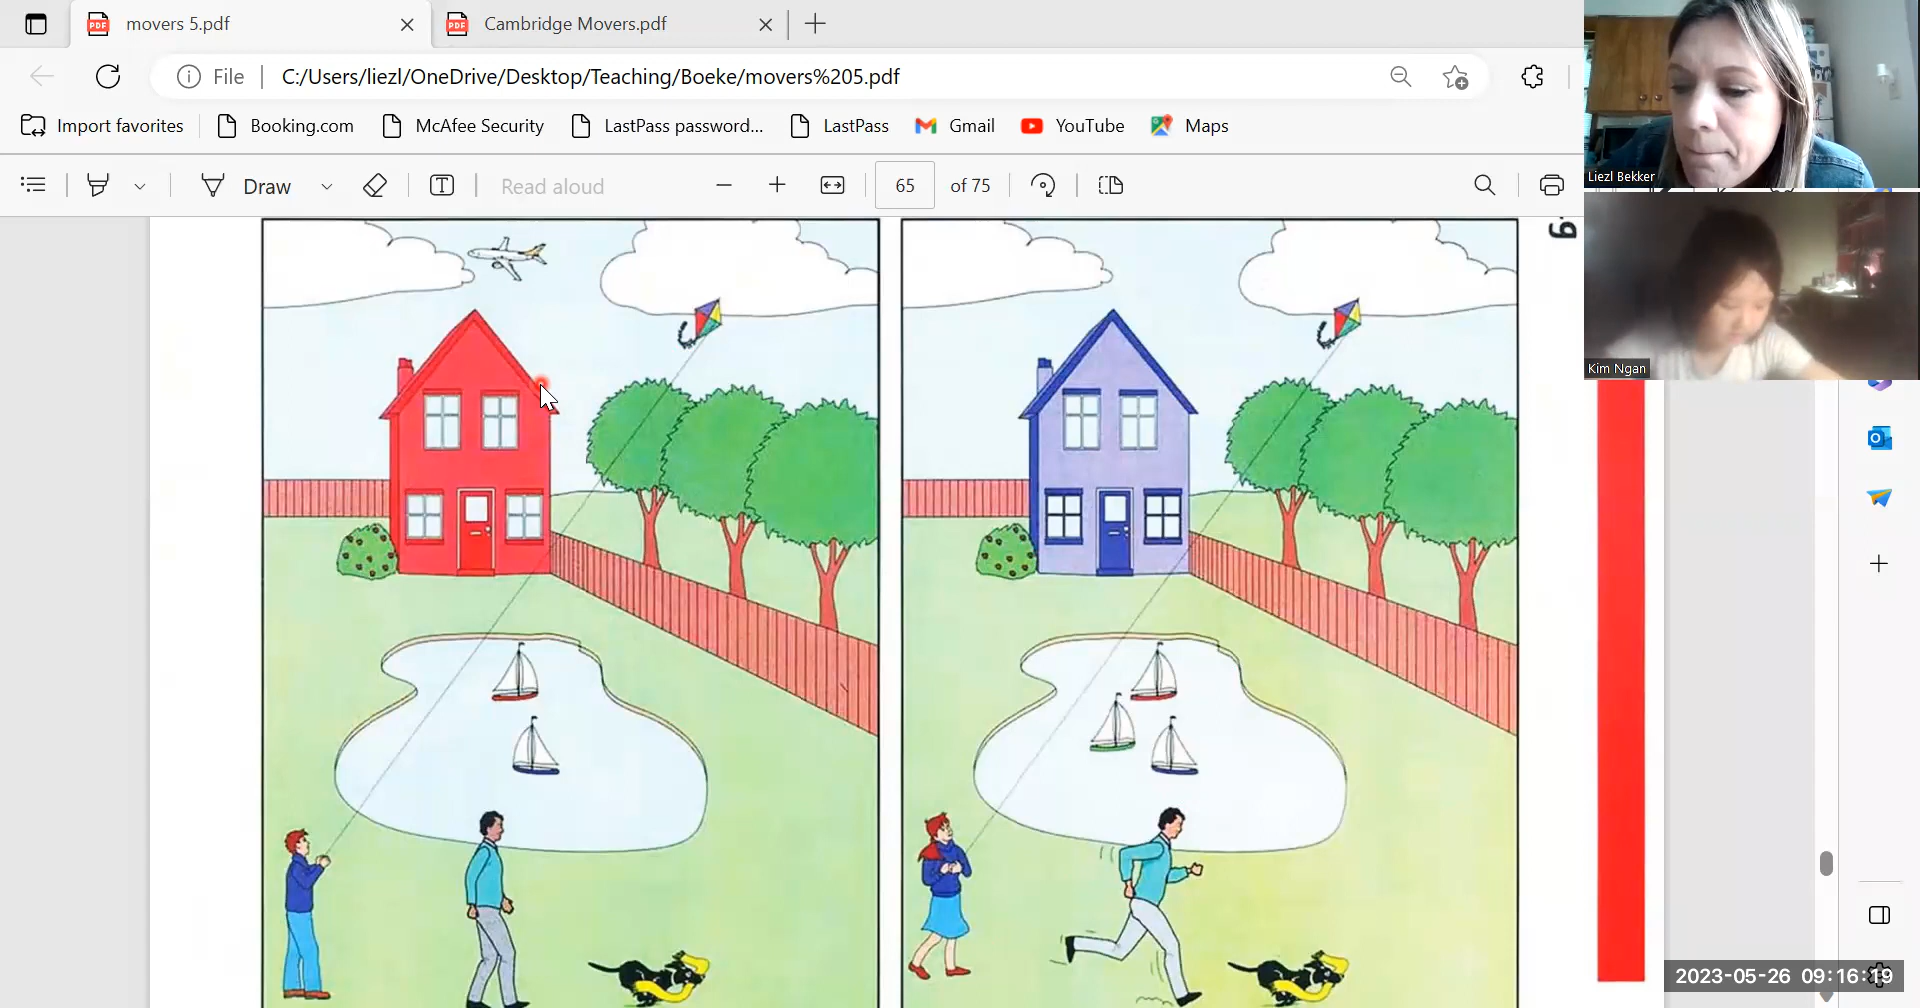 movers 5.pdf
Cambridge Movers.pdf
File
C:/Users/liezl/OneDrive/Desktop/Teaching/Boeke/movers%205.pdf
Import favorites
Booking.com
McAfee Security
LastPass password...
LastPass
Gmail
YouTube
Maps
Draw
Read aloud
65
of 75
Liezl Bekker
Kim Ngan
2023-05-26 09:16:19